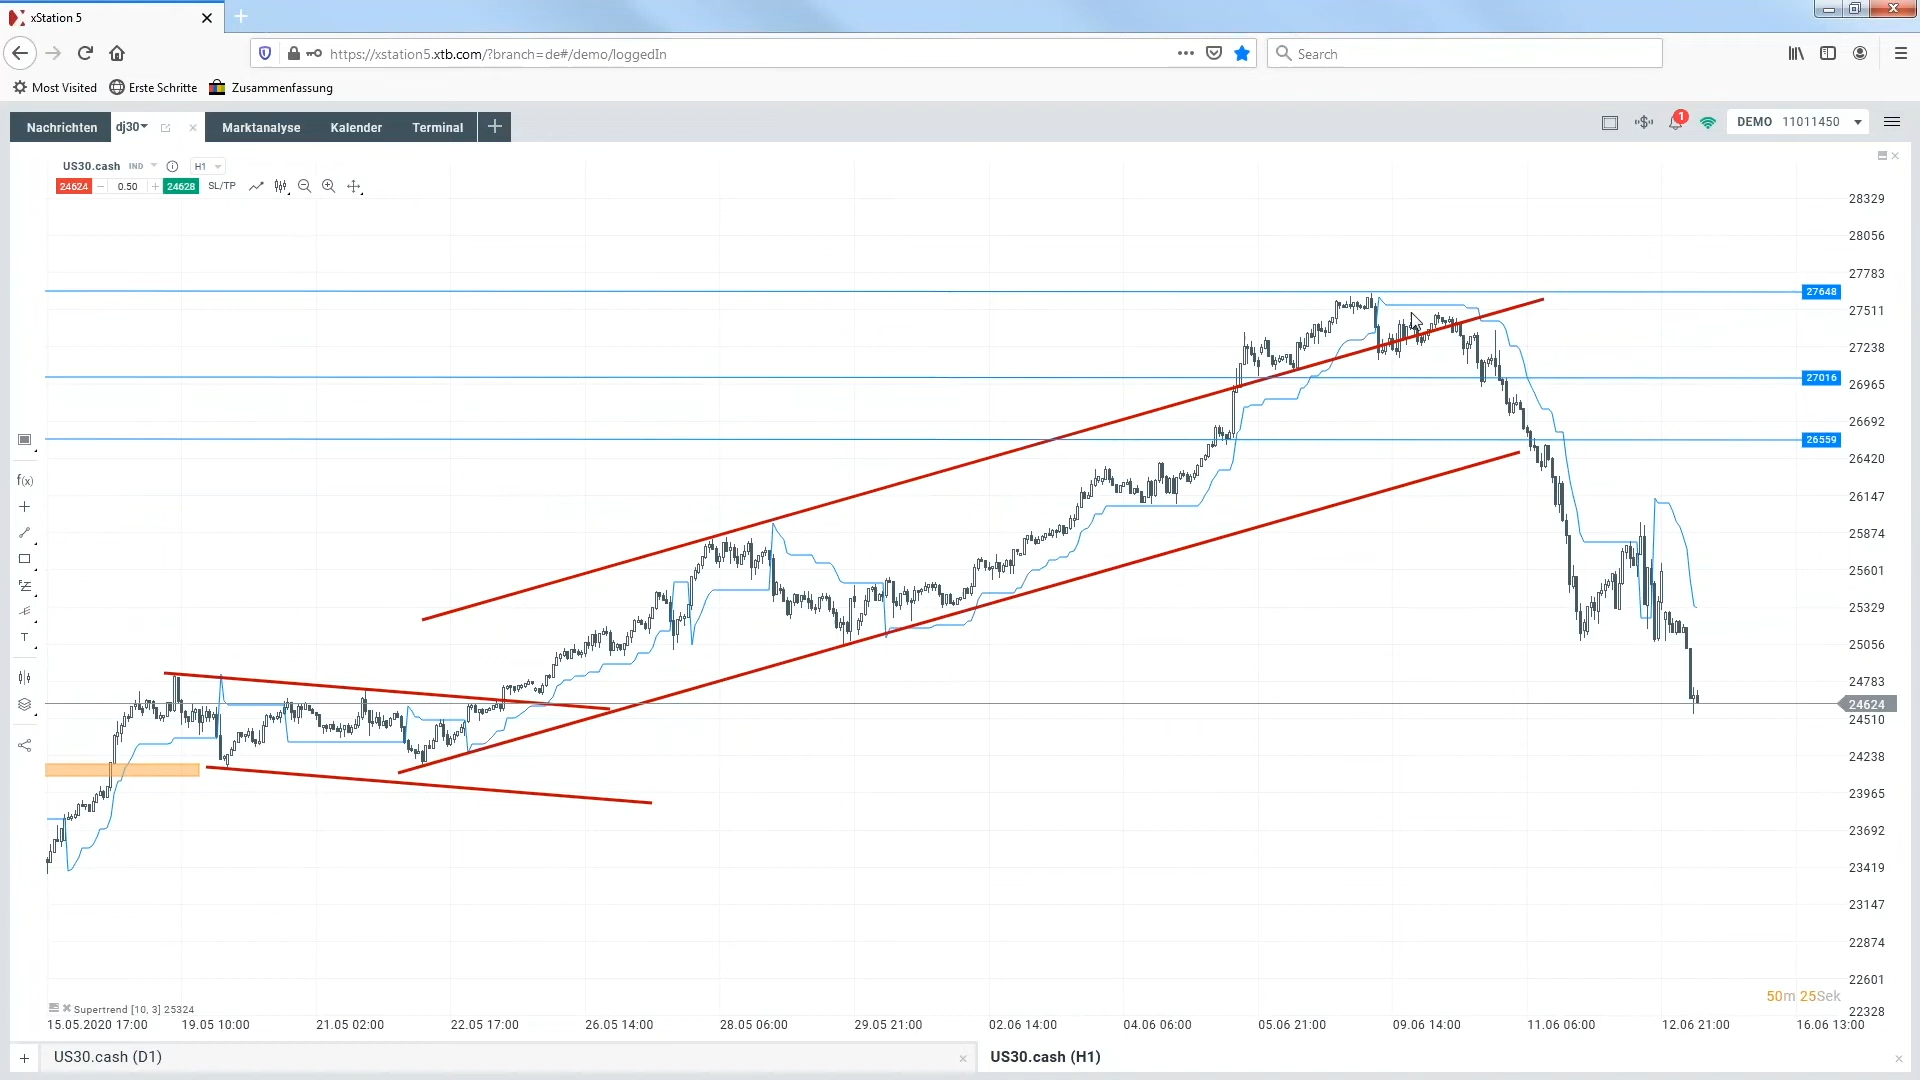 xStation 5
https://xstation5.xtb.com/?branch=de#/demo/loggedIn
Search
Most Visited
Erste Schritte
Zusammenfassung
Nachrichten
dj30
Marktanalyse
Kalender
Terminal
1
DEMO 11011450
US30.cash IND H1
24624 0.50 24628 SL/TP
28329
28056
27783
27648
27511
27238
27016
26965
26692
26559
26420
26147
25874
25601
25329
25056
24783
24624
24510
24238
23965
23692
23419
23147
22874
22601
22328
f(x)
T
50m 25Sek
Supertrend [10, 3] 25324
15.05.2020 17:00
19.05 10:00
21.05 02:00
22.05 17:00
26.05 14:00
28.05 06:00
29.05 21:00
02.06 14:00
04.06 06:00
05.06 21:00
09.06 14:00
11.06 06:00
12.06 21:00
16.06 13:00
US30.cash (D1)
US30.cash (H1)